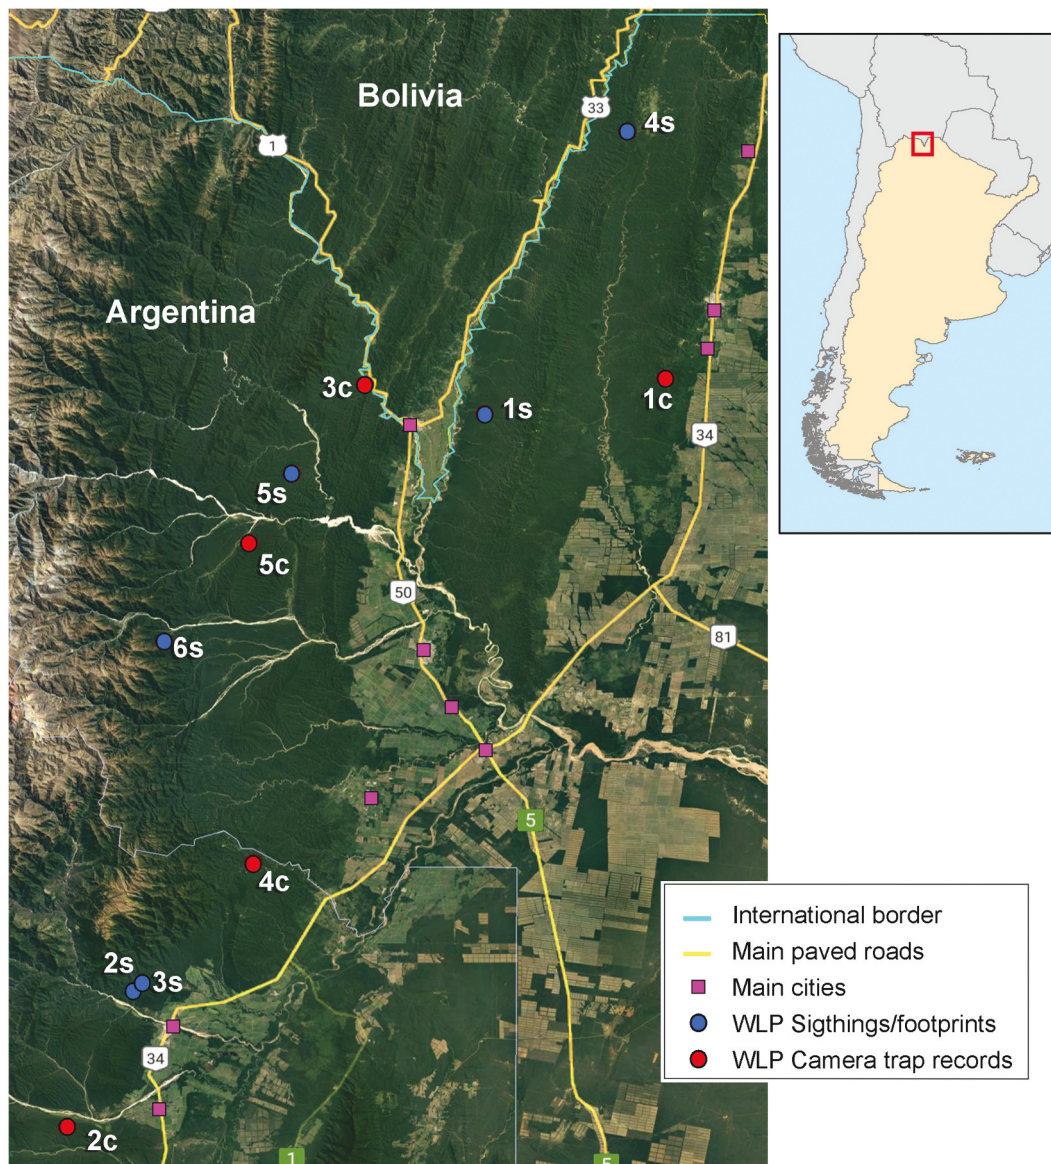 Bolivia
33
4s
1
Argentina
3c
1s
1c
34
5s
5c
50
6s
81
5
4c
2s
3s
34
2c
1
5
International border
Main paved roads
Main cities
WLP Sigthings/footprints
WLP Camera trap records